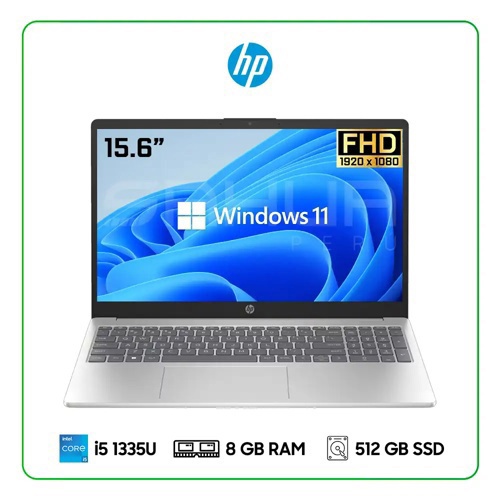 hp
15.6”
FHD
1920 x 1080
Windows 11
PERU
hp
intel
CORE
i5
i5 1335U
8 GB RAM
512 GB SSD